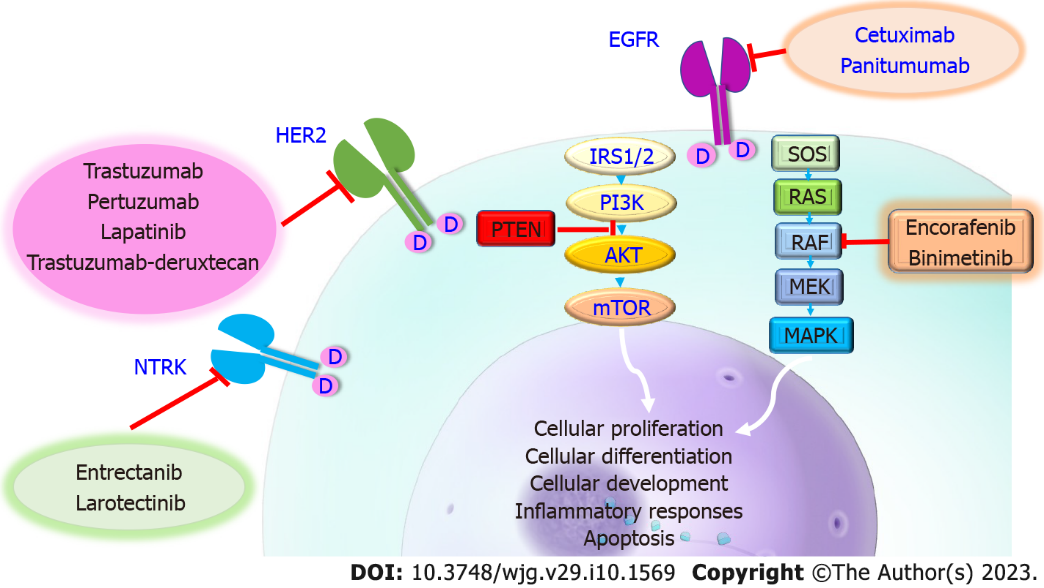 EGFR
Cetuximab
Panitumumab
D
D
HER2
Trastuzumab
Pertuzumab
Lapatinib
Trastuzumab-deruxtecan
D
D
IRS1/2
PI3K
PTEN
AKT
mTOR
SOS
RAS
RAF
MEK
MAPK
Encorafenib
Binimetinib
NTRK
D
D
Entrectanib
Larotectinib
Cellular proliferation
Cellular differentiation
Cellular development
Inflammatory responses
Apoptosis
DOI: 10.3748/wjg.v29.i10.1569 Copyright ©The Author(s) 2023.